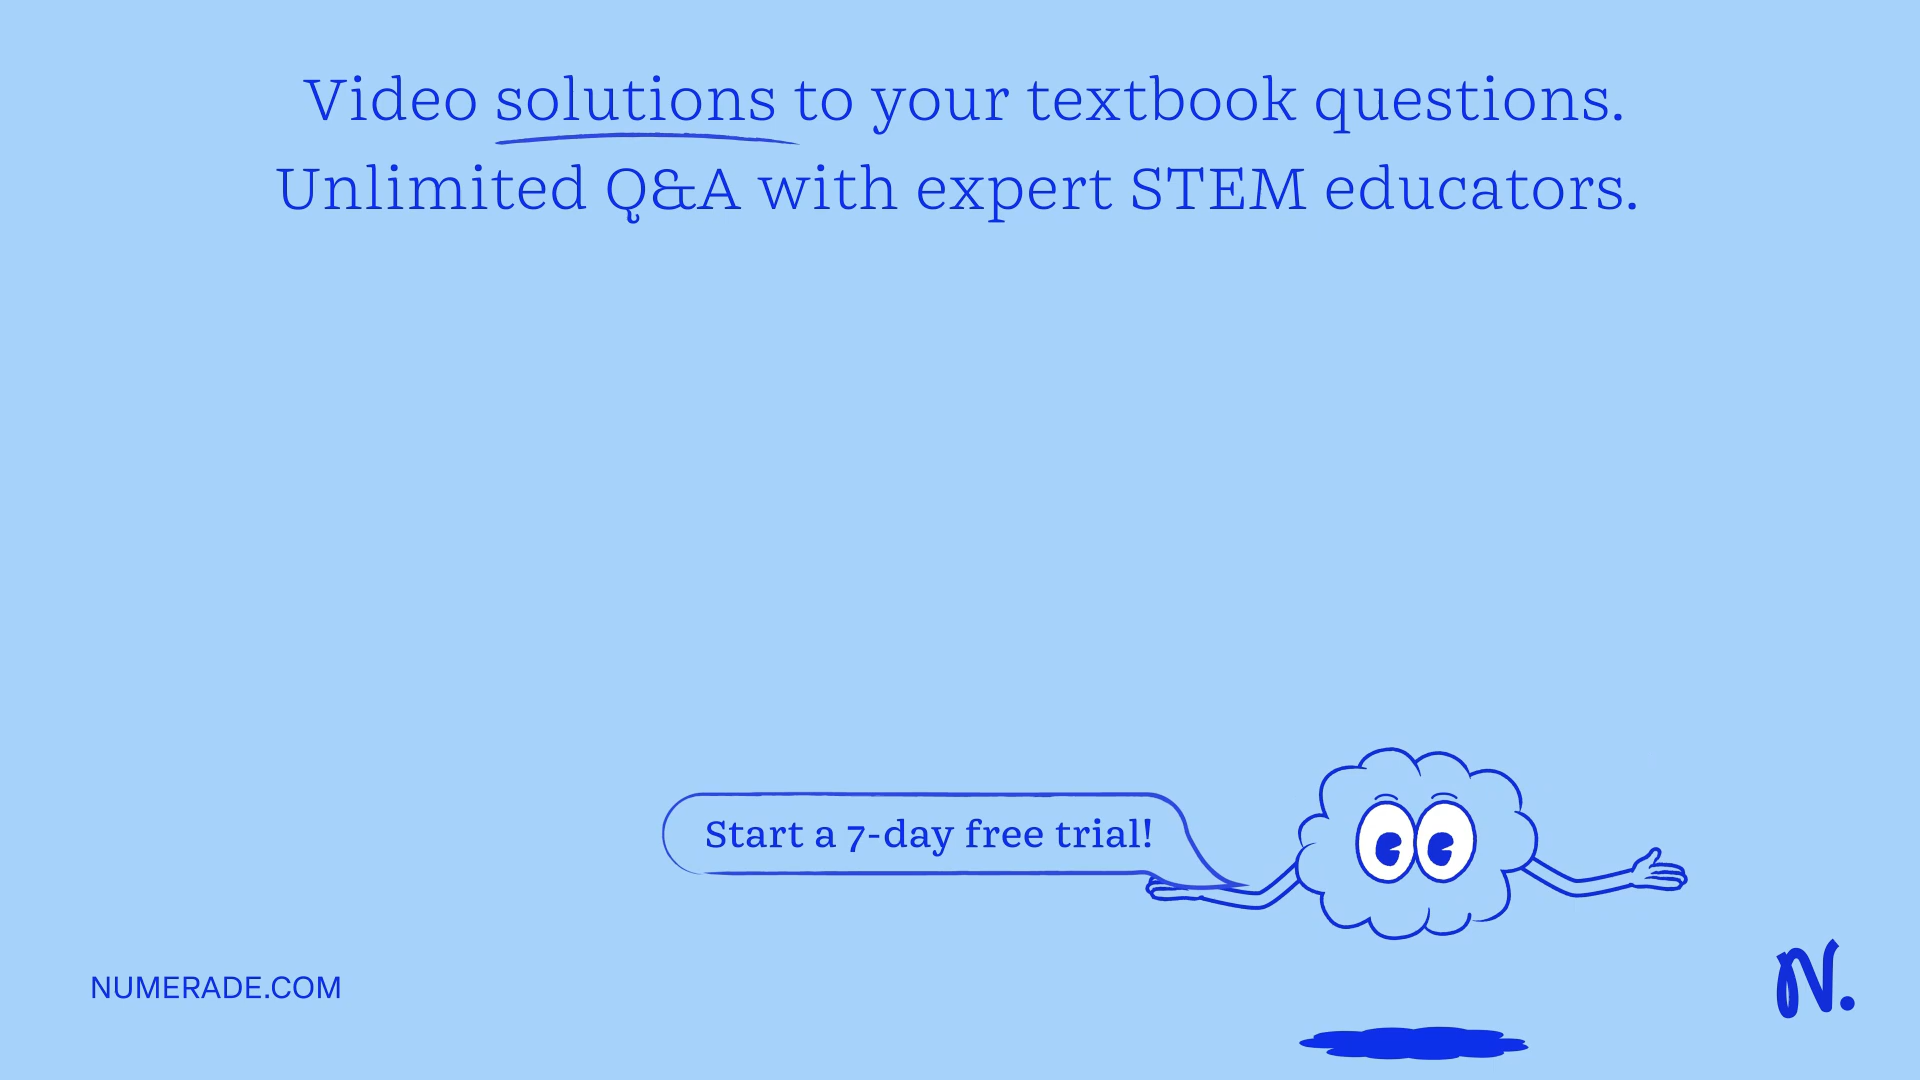 Video solutions to your textbook questions.
Unlimited Q&A with expert STEM educators.
Start a 7-day free trial!
NUMERADE.COM
N.